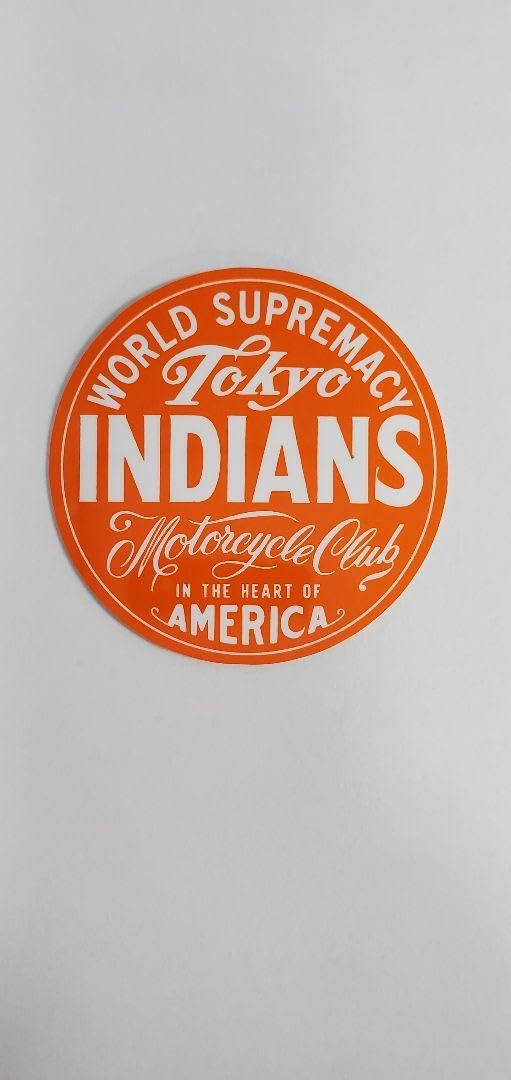 WORLD SUPREMACY
Tokyo
INDIANS
Motorcycle Club
IN THE HEART OF
AMERICA